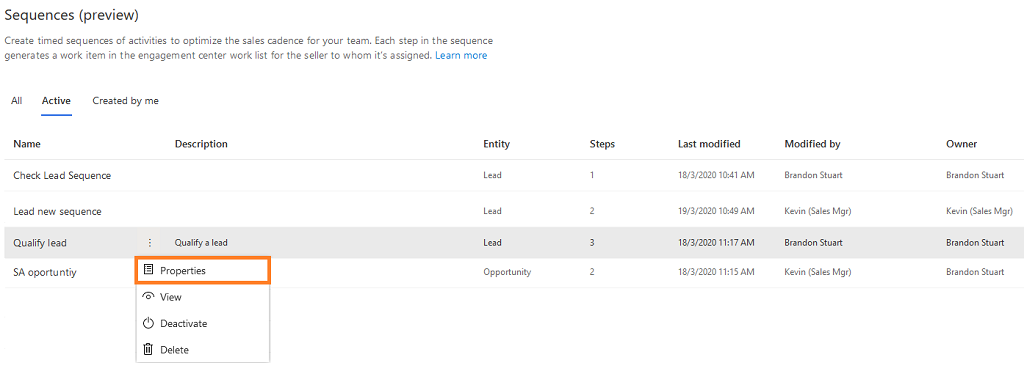 Sequences (preview)
Create timed sequences of activities to optimize the sales cadence for your team. Each step in the sequence
generates a work item in the engagement center work list for the seller to whom it's assigned. Learn more
All Active Created by me
Name Description Entity Steps Last modified Modified by Owner
Check Lead Sequence Lead 1 18/3/2020 10:41 AM Brandon Stuart Brandon Stuart
Lead new sequence Lead 2 19/3/2020 10:49 AM Kevin (Sales Mgr) Kevin (Sales Mgr)
Qualify lead Qualify a lead Lead 3 18/3/2020 11:17 AM Brandon Stuart Brandon Stuart
SA oportuntiy Opportunity 2 18/3/2020 11:15 AM Kevin (Sales Mgr) Brandon Stuart
Properties
View
Deactivate
Delete